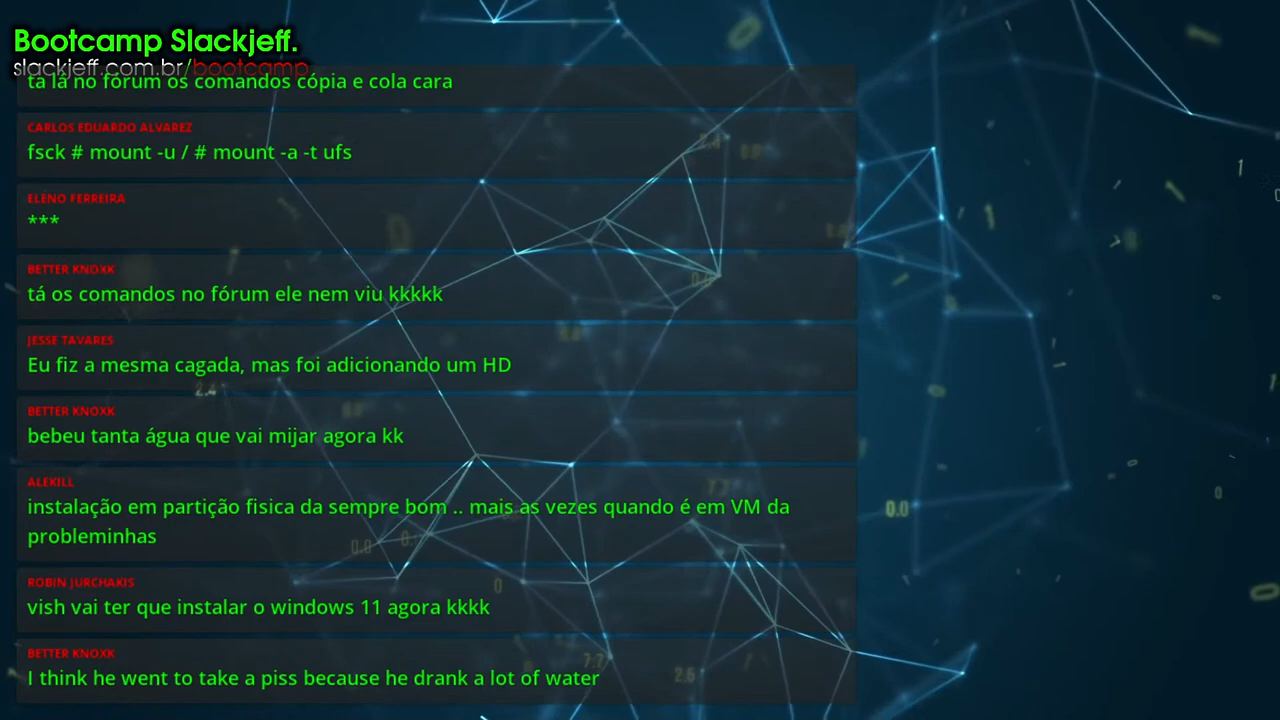 Bootcamp Slackjeff.
slackjeff.com.br/bootcamp
ta lá no fórum os comandos cópia e cola cara
CARLOS EDUARDO ALVAREZ
fsck # mount -u / # mount -a -t ufs
ELÊNO FERREIRA
***
BETTER KNOXK
tá os comandos no fórum ele nem viu kkkkk
JESSE TAVARES
Eu fiz a mesma cagada, mas foi adicionando um HD
BETTER KNOXK
bebeu tanta água que vai mijar agora kk
ALEKILL
instalação em partição fisica da sempre bom .. mais as vezes quando é em VM da
probleminhas
ROBIN JURCHAKIS
vish vai ter que instalar o windows 11 agora kkkk
BETTER KNOXK
I think he went to take a piss because he drank a lot of water